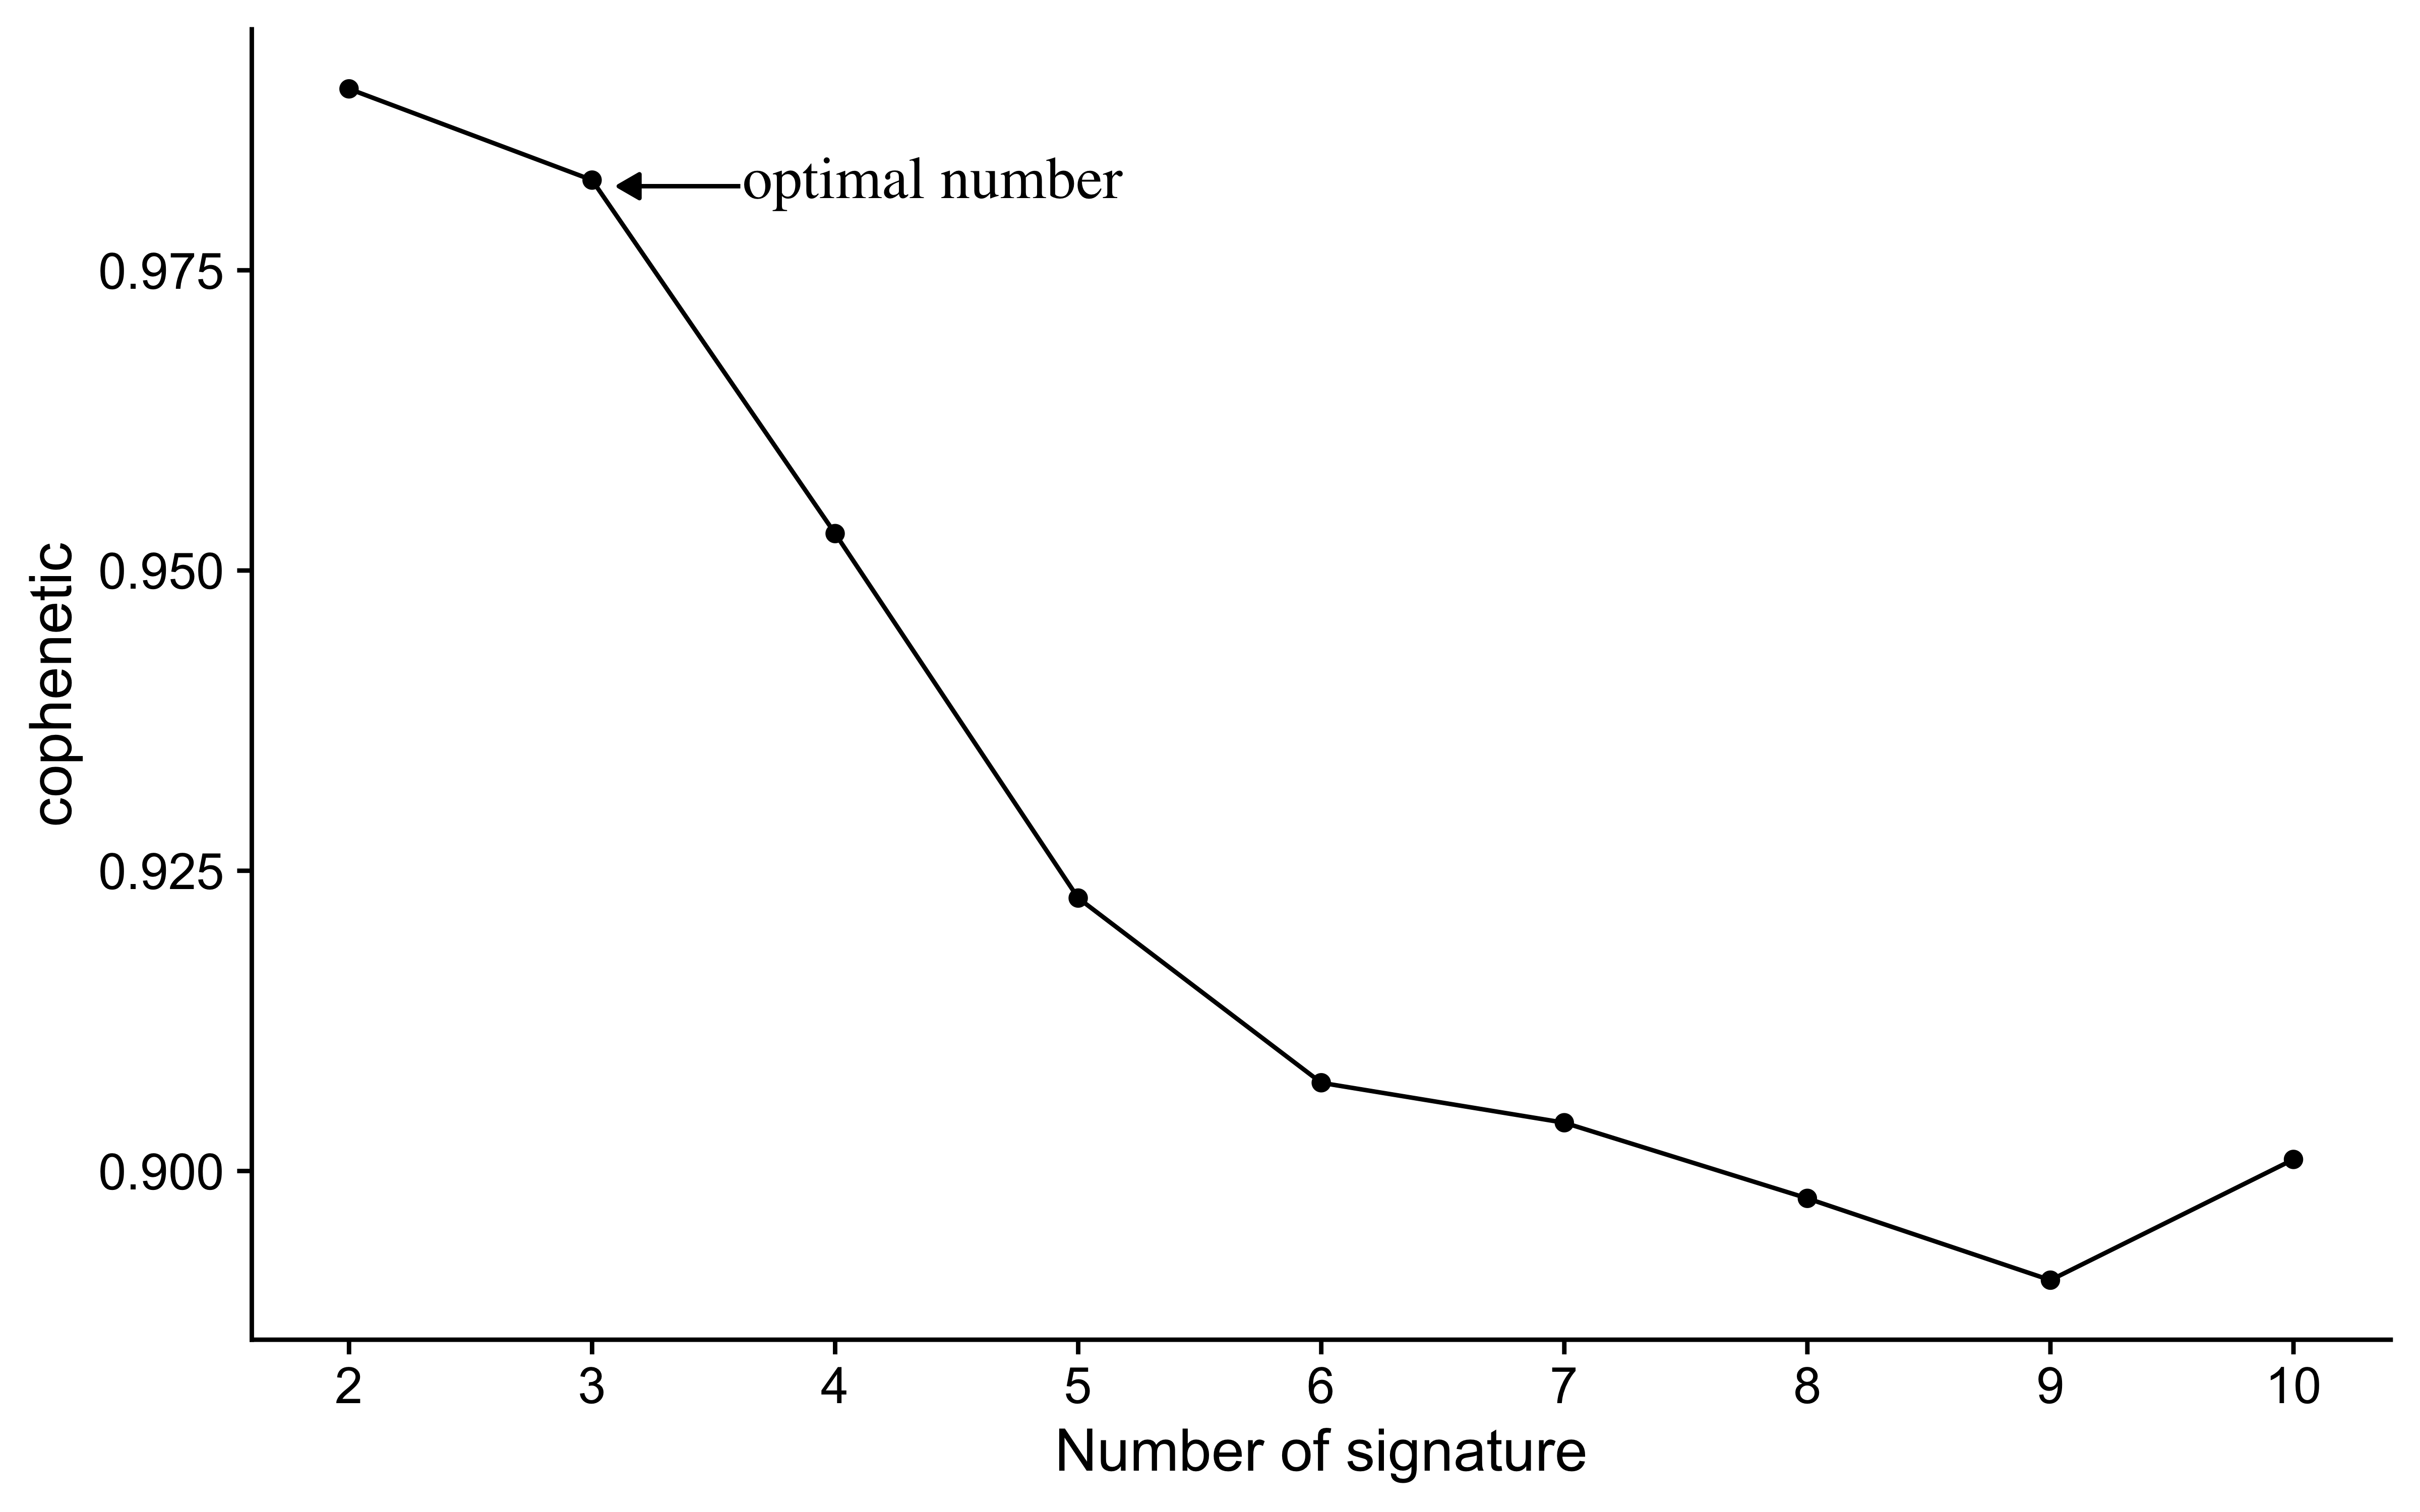 optimal number
0.975
0.950
0.925
0.900
cophenetic
2 3 4 5 6 7 8 9 10
Number of signature